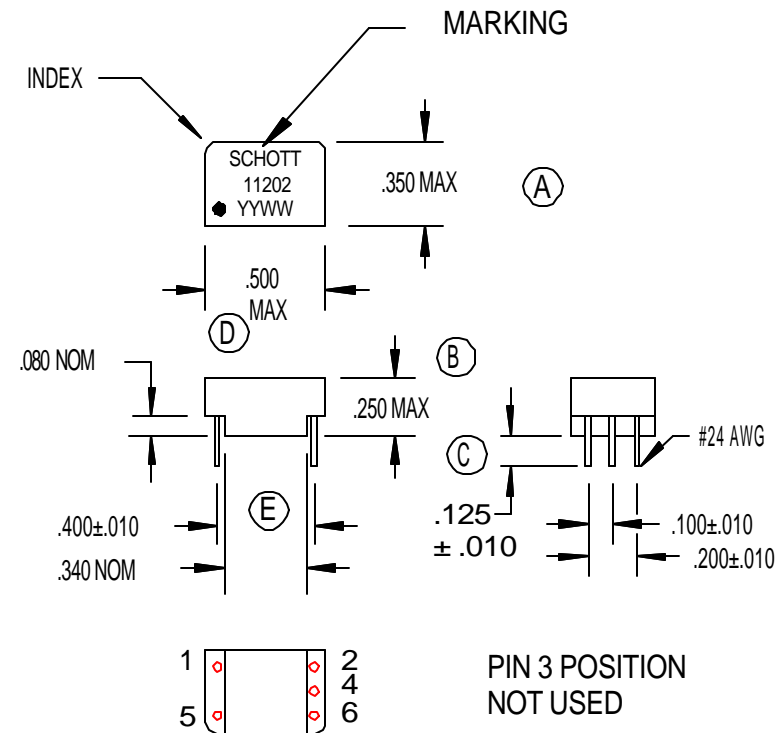 MARKING
INDEX
SCHOTT
11202
YYWW
.350 MAX
A
.500
MAX
D
B
.080 NOM
.250 MAX
C
#24 AWG
E
.400±.010
.340 NOM
.125
± .010
.100±.010
.200±.010
1
2
4
5
6
PIN 3 POSITION
NOT USED